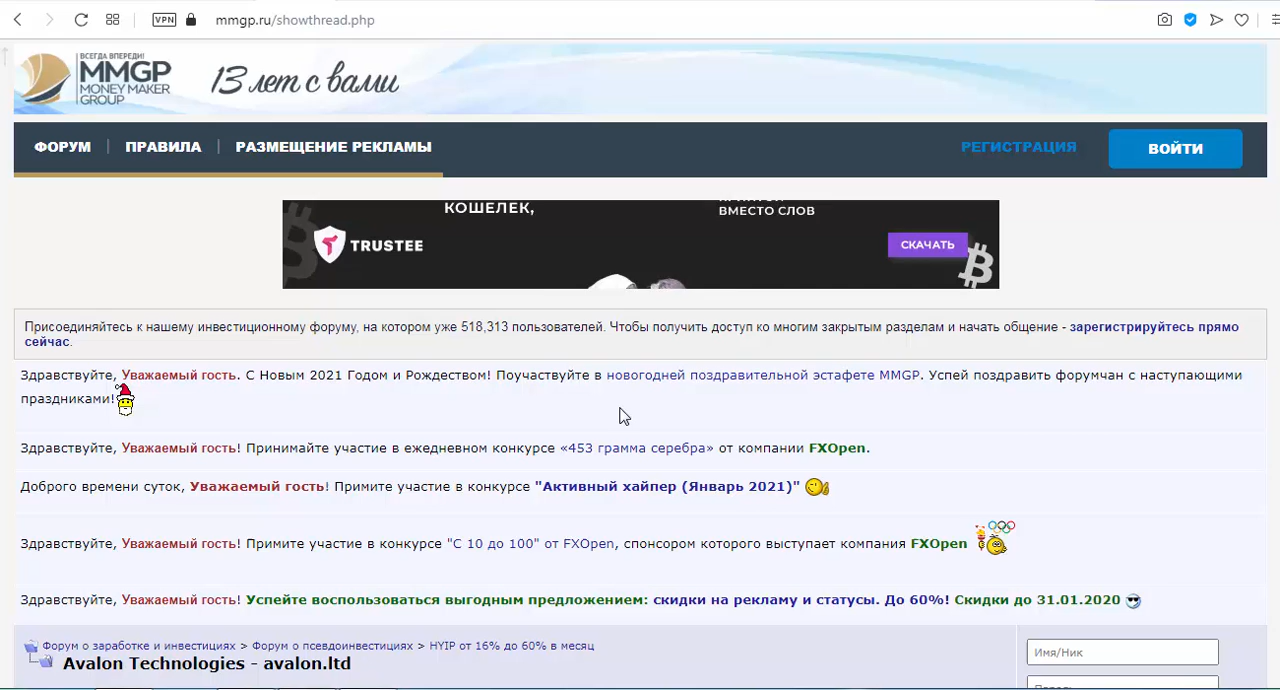 VPN mmgp.ru/showthread.php
ВСЕГДА ВПЕРЕДИ!
MMGP
MONEY MAKER
GROUP
13 лет с вами
ФОРУМ | ПРАВИЛА | РАЗМЕЩЕНИЕ РЕКЛАМЫ РЕГИСТРАЦИЯ ВОЙТИ
КОШЕЛЕК,
ВМЕСТО СЛОВ
TRUSTEE
СКАЧАТЬ
Присоединяйтесь к нашему инвестиционному форуму, на котором уже 518,313 пользователей. Чтобы получить доступ ко многим закрытым разделам и начать общение - зарегистрируйтесь прямо
сейчас.
Здравствуйте, Уважаемый гость. С Новым 2021 Годом и Рождеством! Поучаствуйте в новогодней поздравительной эстафете MMGP. Успей поздравить форумчан с наступающими
праздниками!
Здравствуйте, Уважаемый гость! Принимайте участие в ежедневном конкурсе «453 грамма серебра» от компании FXOpen.
Доброго времени суток, Уважаемый гость! Примите участие в конкурсе "Активный хайпер (Январь 2021)"
Здравствуйте, Уважаемый гость! Примите участие в конкурсе "С 10 до 100" от FXOpen, спонсором которого выступает компания FXOpen
Здравствуйте, Уважаемый гость! Успейте воспользоваться выгодным предложением: скидки на рекламу и статусы. До 60%! Скидки до 31.01.2020
Форум о заработке и инвестициях > Форум о псевдоинвестициях > HYIP от 16% до 60% в месяц
Avalon Technologies - avalon.ltd
Имя/Ник